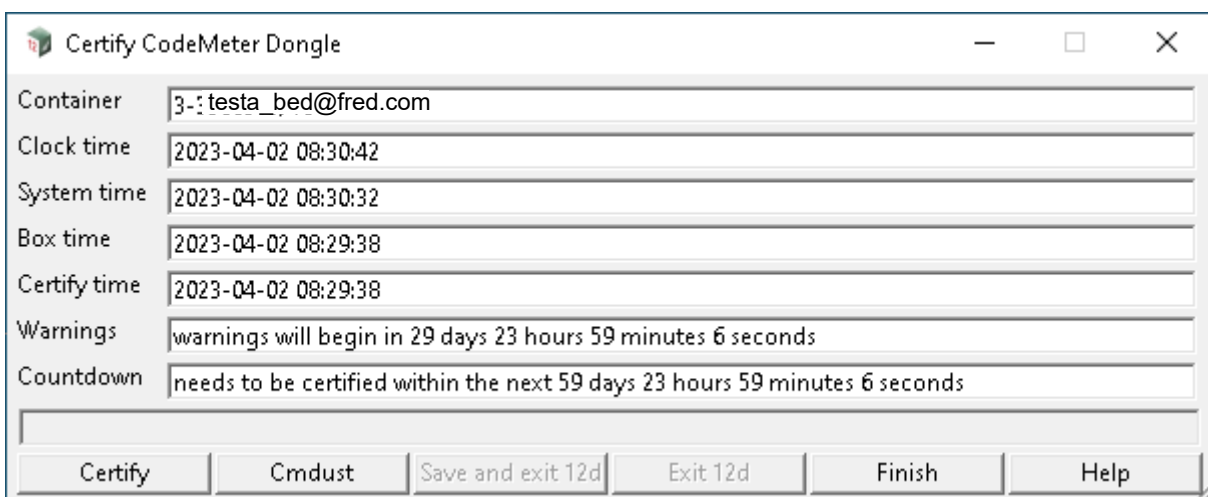 Certify CodeMeter Dongle
Container 3-testa_bed@fred.com
Clock time 2023-04-02 08:30:42
System time 2023-04-02 08:30:32
Box time 2023-04-02 08:29:38
Certify time 2023-04-02 08:29:38
Warnings warnings will begin in 29 days 23 hours 59 minutes 6 seconds
Countdown needs to be certified within the next 59 days 23 hours 59 minutes 6 seconds
Certify Cmdust Save and exit 12d Exit 12d Finish Help